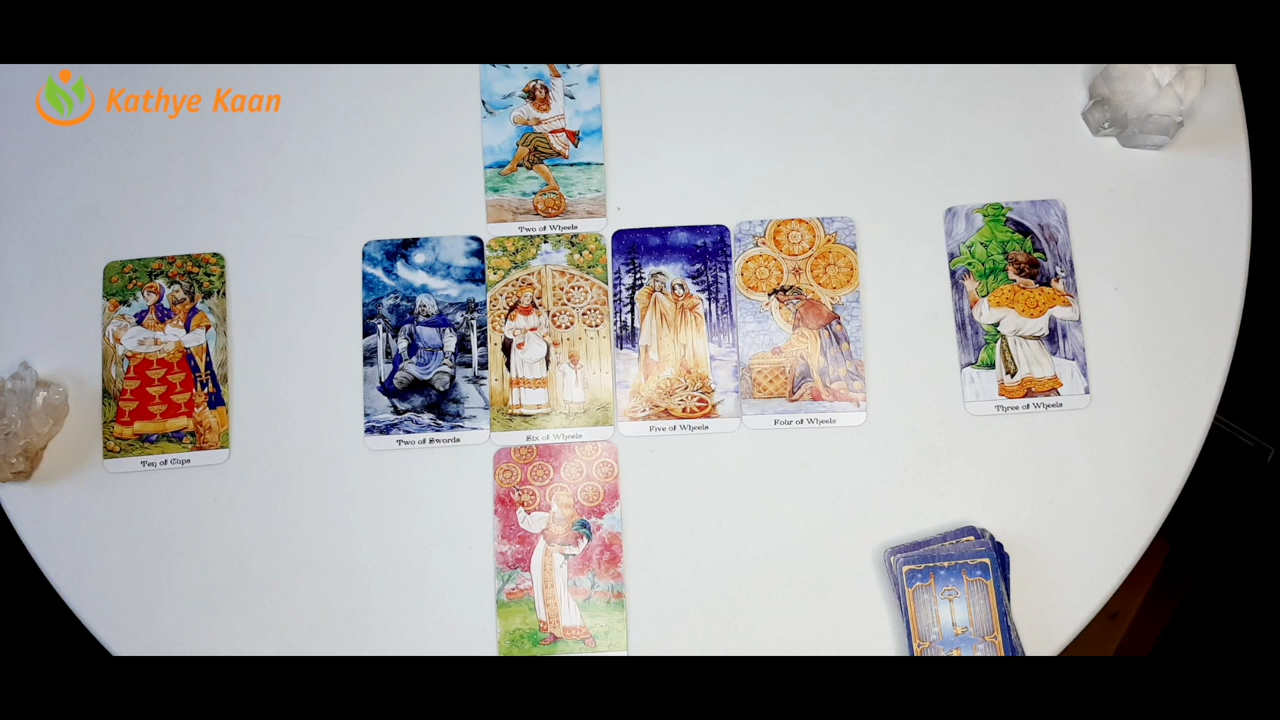 Kathye Kaan
Two of Wheels
Two of Swords
Six of Wheels
Five of Wheels
Four of Wheels
Three of Wheels
Ten of Cups